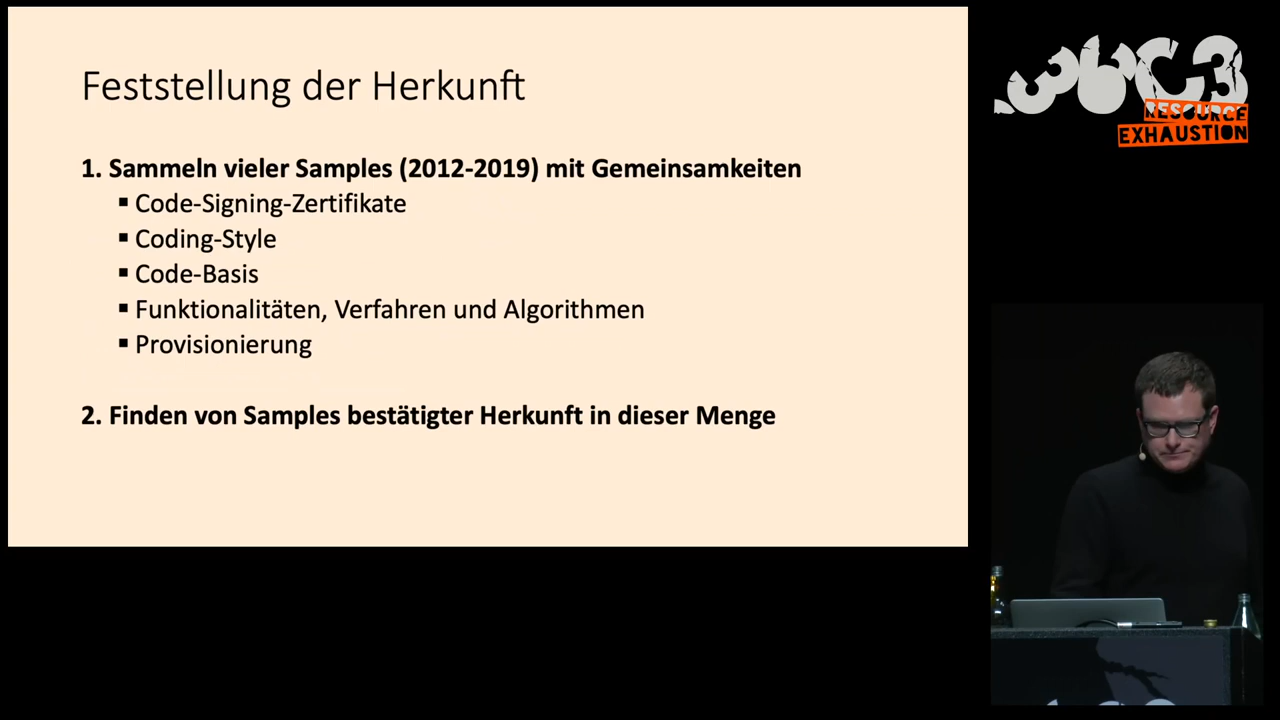 Feststellung der Herkunft
1. Sammeln vieler Samples (2012-2019) mit Gemeinsamkeiten
▪ Code-Signing-Zertifikate
▪ Coding-Style
▪ Code-Basis
▪ Funktionalitäten, Verfahren und Algorithmen
▪ Provisionierung
2. Finden von Samples bestätigter Herkunft in dieser Menge
36C3
RESOURCE
EXHAUSTION